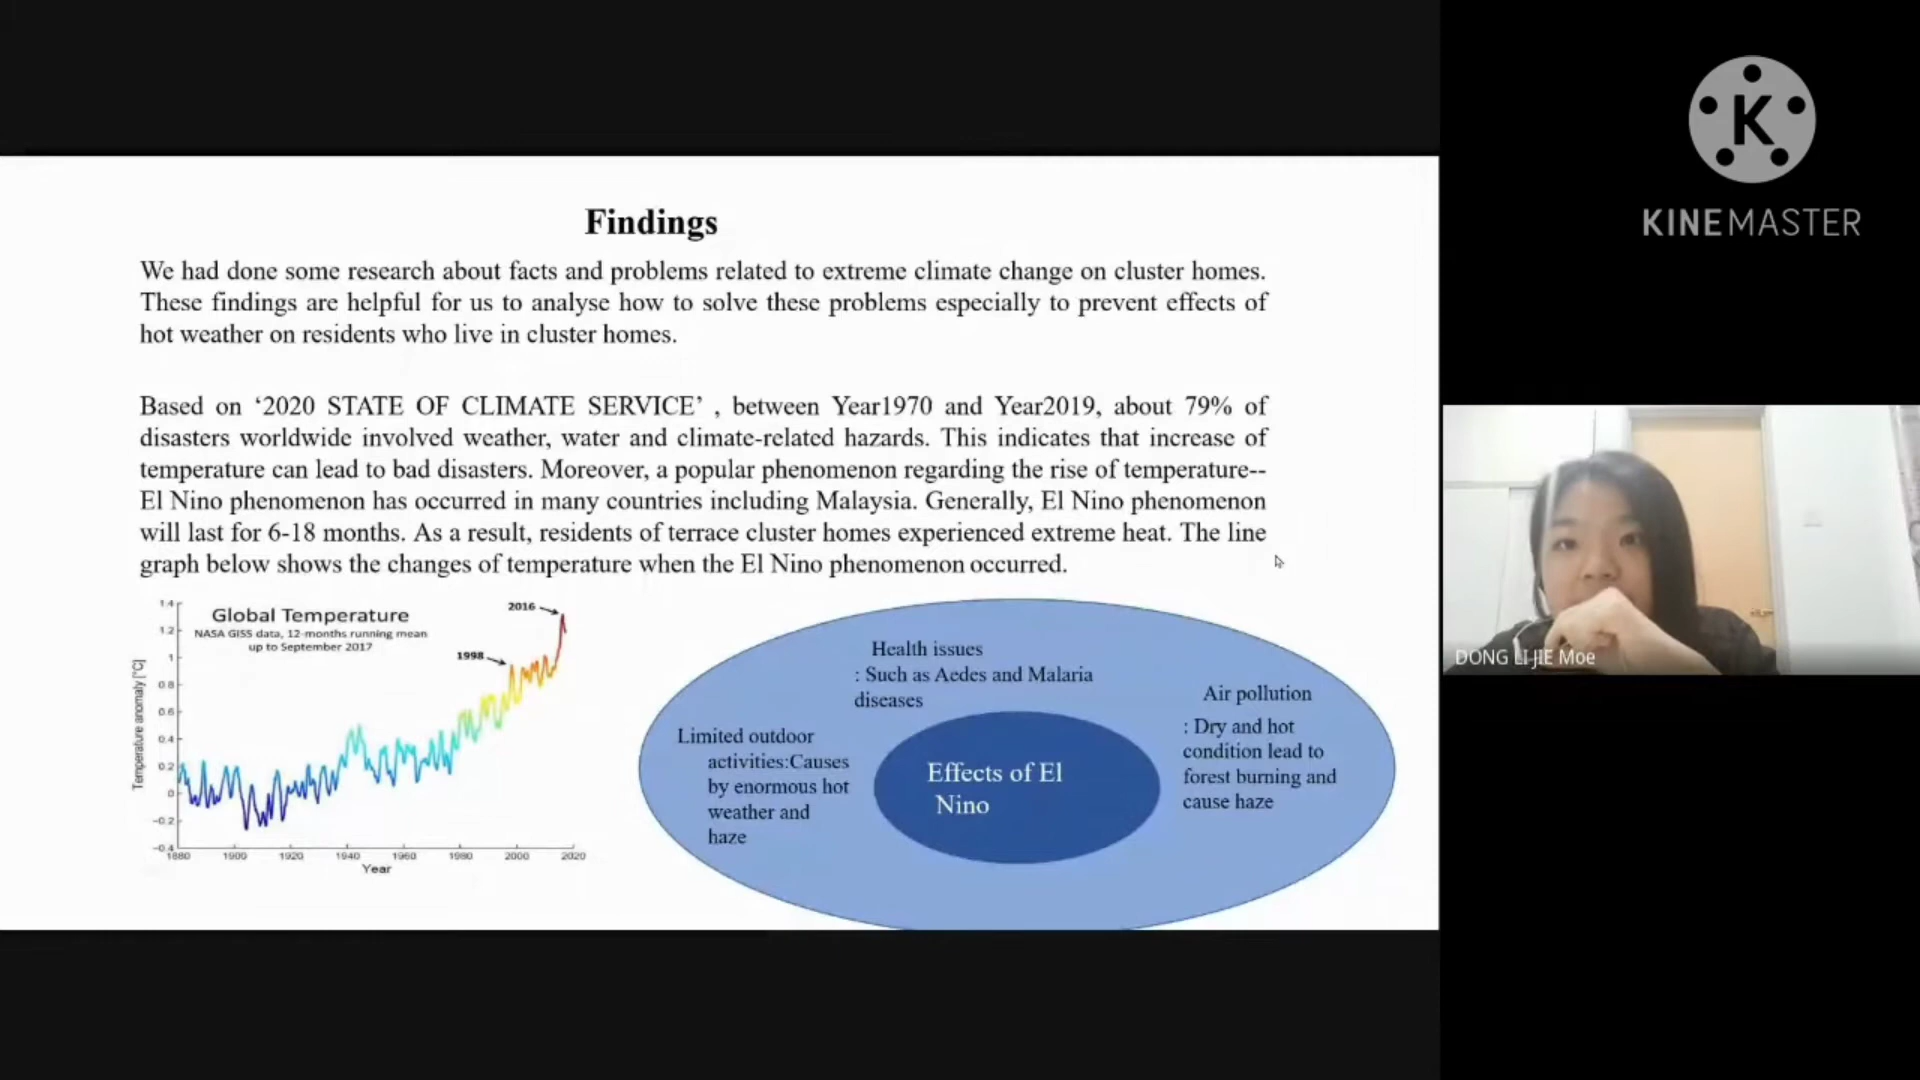 Findings
We had done some research about facts and problems related to extreme climate change on cluster homes.
These findings are helpful for us to analyse how to solve these problems especially to prevent effects of
hot weather on residents who live in cluster homes.
Based on ‘2020 STATE OF CLIMATE SERVICE’ , between Year1970 and Year2019, about 79% of
disasters worldwide involved weather, water and climate-related hazards. This indicates that increase of
temperature can lead to bad disasters. Moreover, a popular phenomenon regarding the rise of temperature--
El Nino phenomenon has occurred in many countries including Malaysia. Generally, El Nino phenomenon
will last for 6-18 months. As a result, residents of terrace cluster homes experienced extreme heat. The line
graph below shows the changes of temperature when the El Nino phenomenon occurred.
Global Temperature
NASA GISS data, 12-months running mean
up to September 2017
2016
1998
Temperature anomaly [°C]
1.4
1.2
1
0.8
0.6
0.4
0.2
0
-0.2
-0.4
1880 1900 1920 1940 1960 1980 2000 2020
Year
Health issues
: Such as Aedes and Malaria
diseases
Limited outdoor
activities:Causes
by enormous hot
weather and
haze
Effects of El
Nino
Air pollution
: Dry and hot
condition lead to
forest burning and
cause haze
K
KINEMASTER
DONG LI JIE Moe